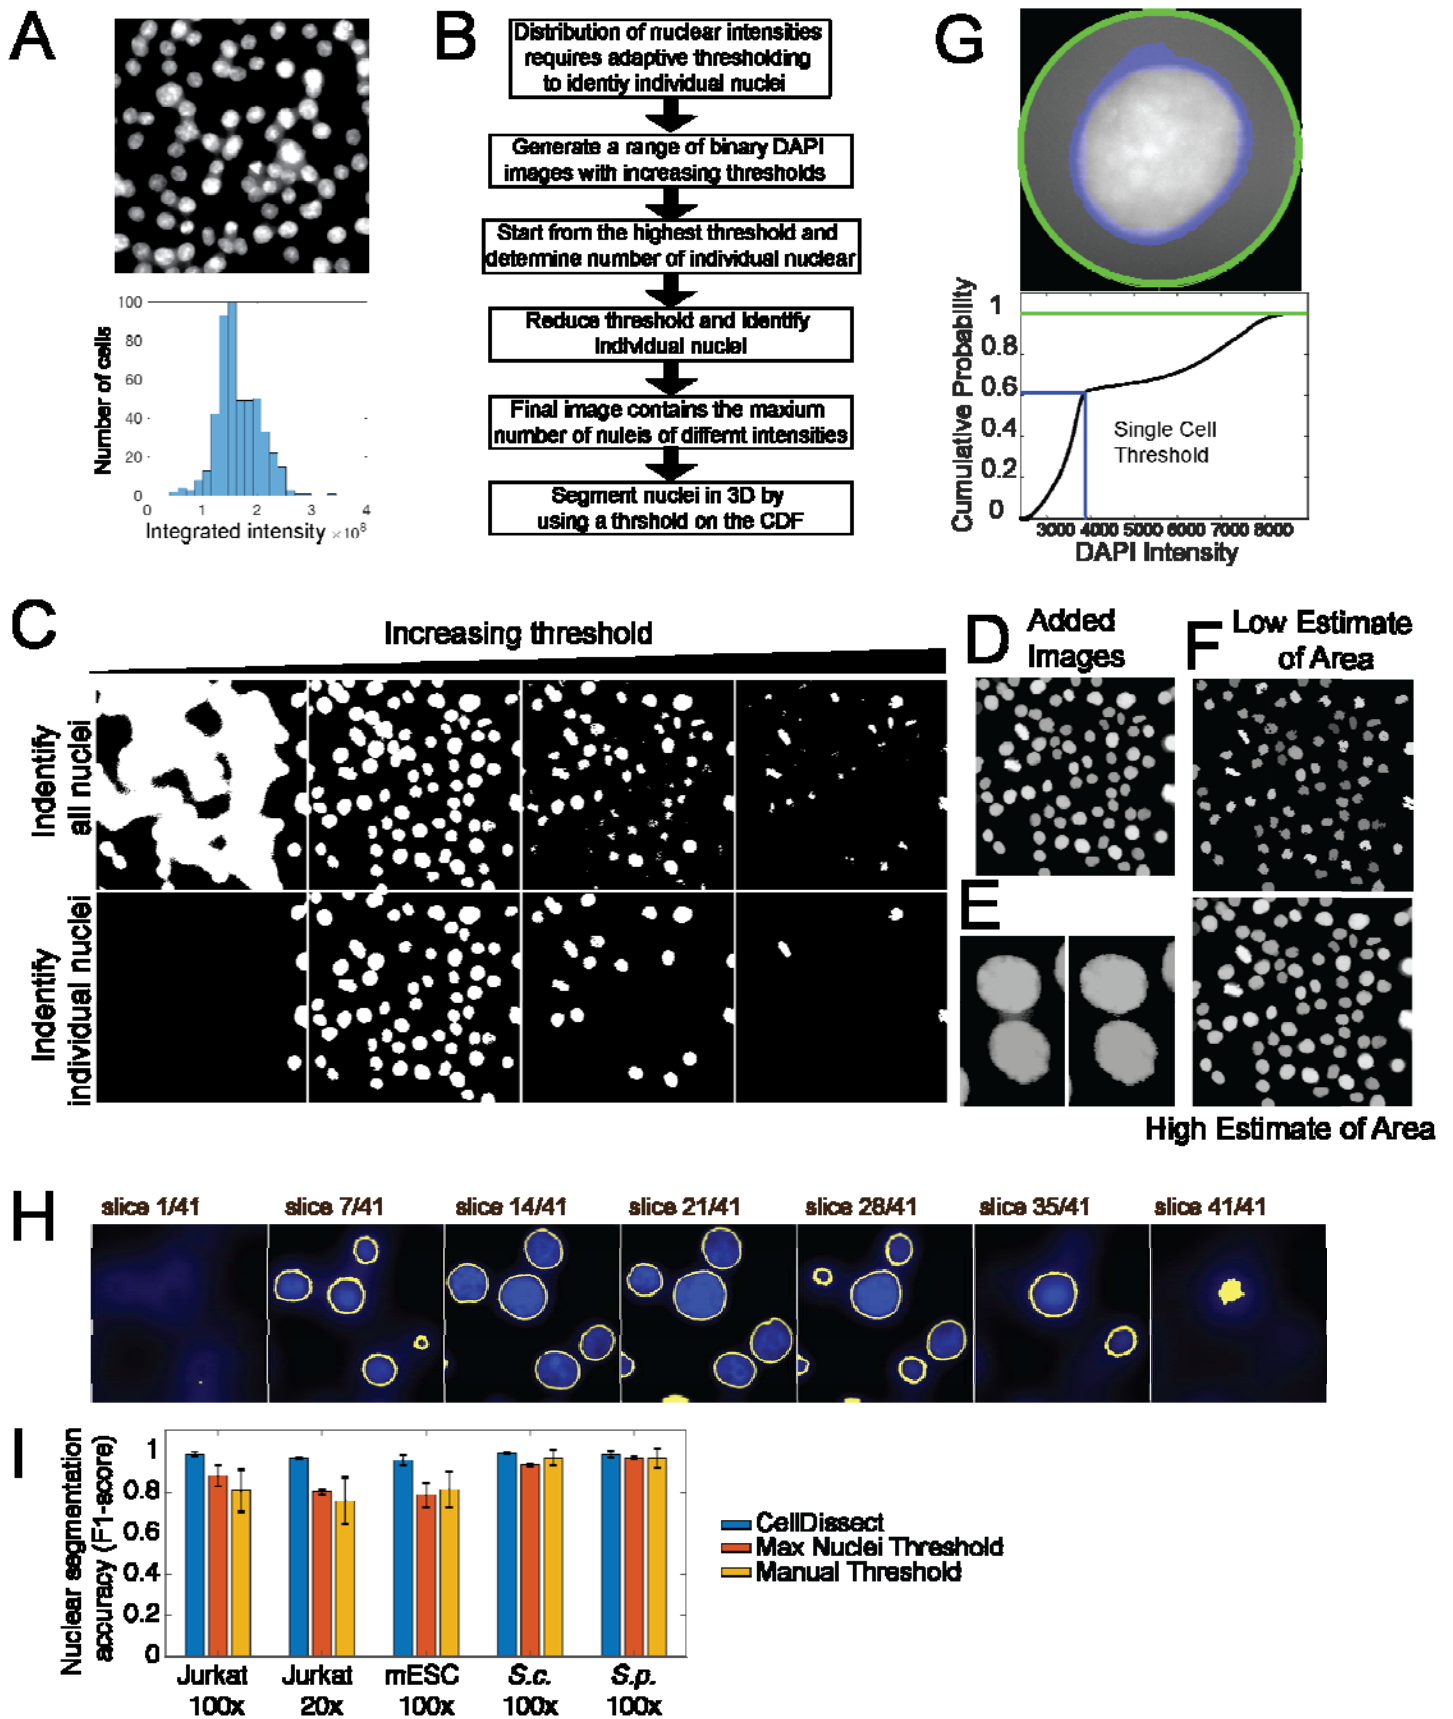 A
100
80
60
40
20
0
Number of cells
0 1 2 3 4
Integrated intensity ×10⁸
B
Distribution of nuclear intensities
requires adaptive thresholding
to identiy individual nuclei
Generate a range of binary DAPI
images with increasing thresholds
Start from the highest threshold and
determine number of individual nuclear
Reduce threshold and identify
individual nuclei
Final image contains the maxium
number of nuleis of differnt intensities
Segment nuclei in 3D by
using a thrshold on the CDF
G
1
0.8
0.6
0.4
0.2
0
Cumulative Probability
Single Cell
Threshold
3000 4000 5000 6000 7000 8000
DAPI Intensity
C
Increasing threshold
Indentify
all nuclei
Indentify
individual nuclei
D
Added
Images
E
F
Low Estimate
of Area
High Estimate of Area
H
slice 1/41
slice 7/41
slice 14/41
slice 21/41
slice 28/41
slice 35/41
slice 41/41
I
Nuclear segmentation
accuracy (F1-score)
1
0.8
0.6
0.4
0.2
0
Jurkat
100x
Jurkat
20x
mESC
100x
S.c.
100x
S.p.
100x
CellDissect
Max Nuclei Threshold
Manual Threshold